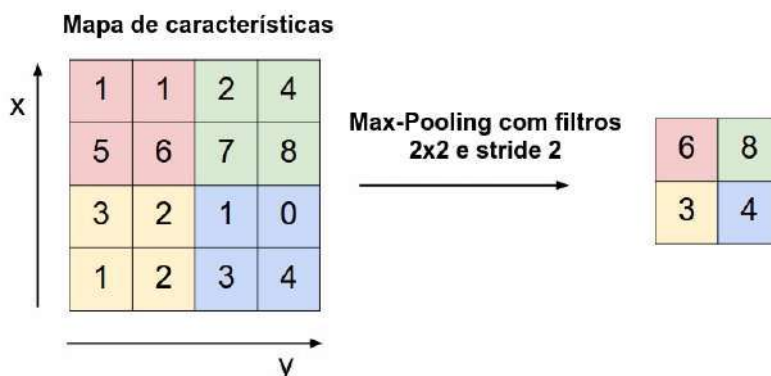 Mapa de características
X
1 1 2 4
5 6 7 8
3 2 1 0
1 2 3 4
y
Max-Pooling com filtros
2x2 e stride 2
6 8
3 4